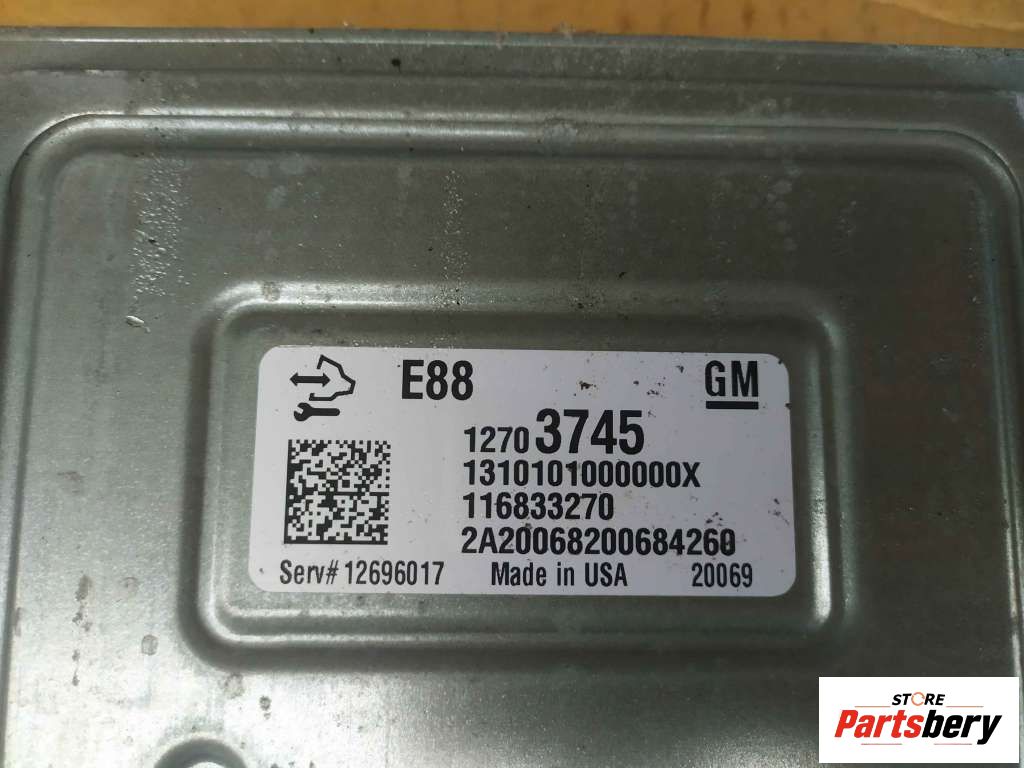 E88 GM
12703745
1310101000000X
116833270
2A20068200684260
Serv# 12696017 Made in USA 20069
STORE
Partsbery